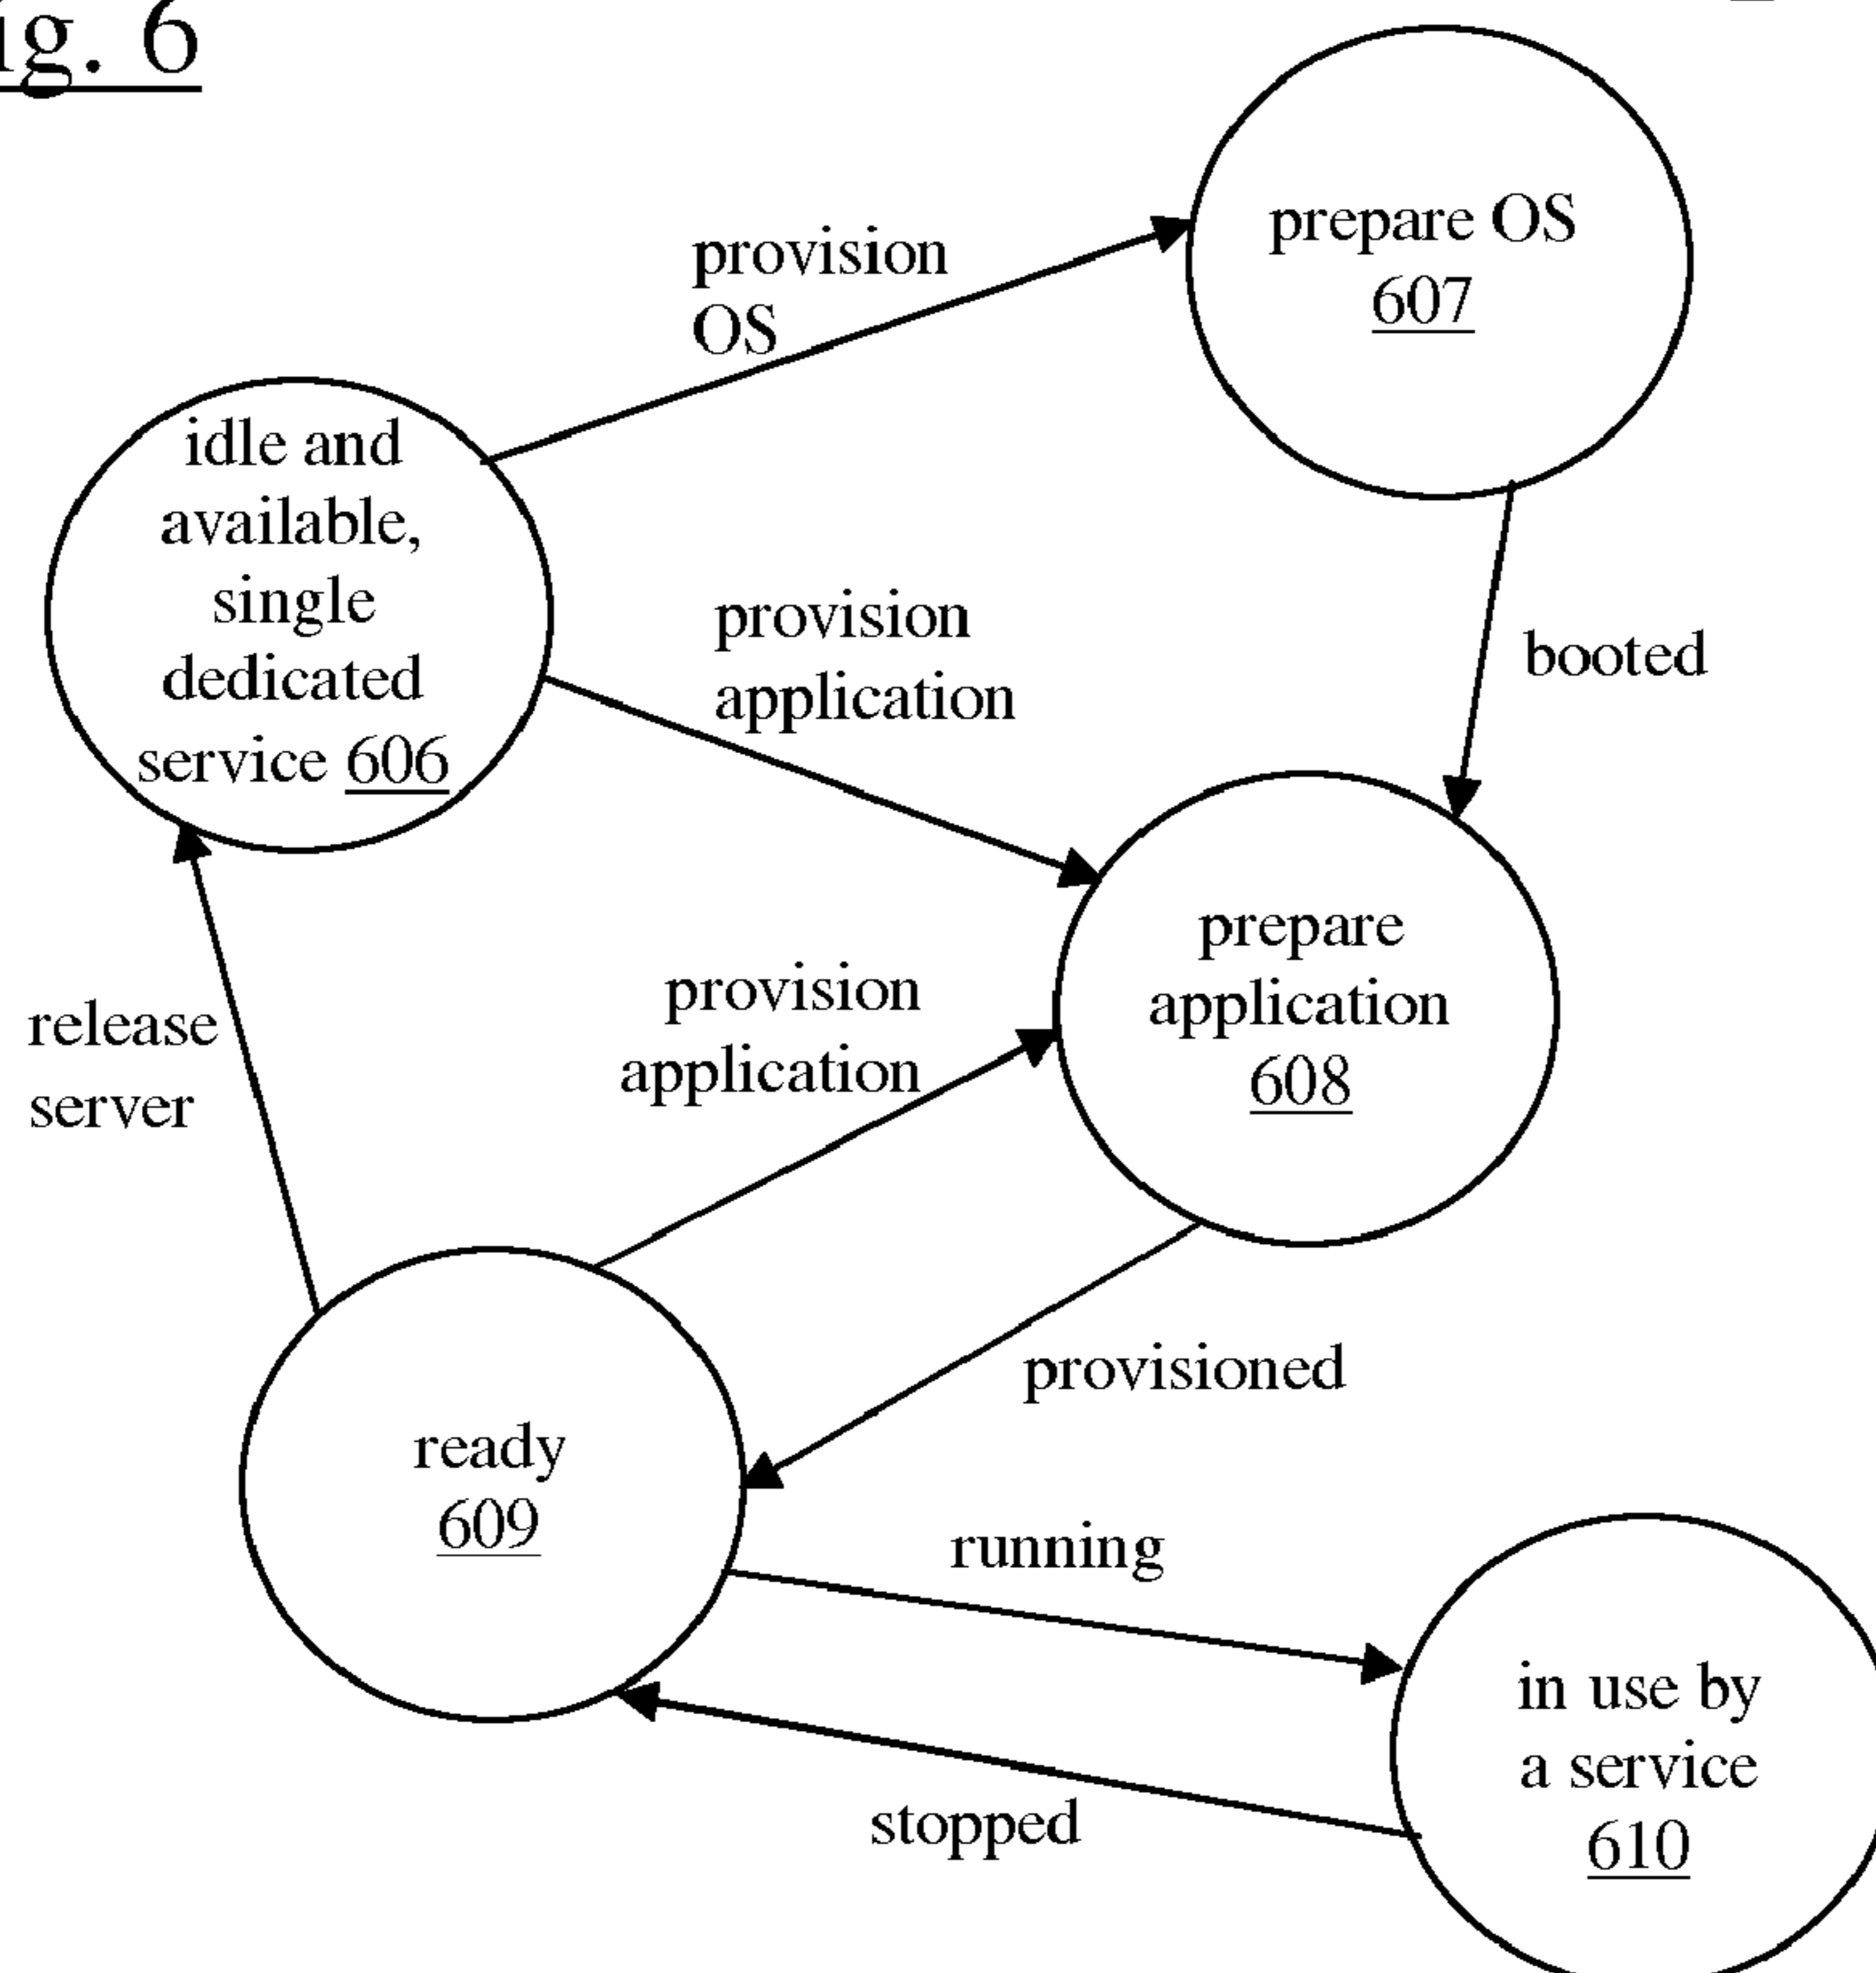 ig. 6
prepare OS
607
provision
OS
idle and
available,
single
dedicated
service 606
provision
application
booted
prepare
application
608
provision
application
release
server
provisioned
ready
609
running
in use by
a service
610
stopped